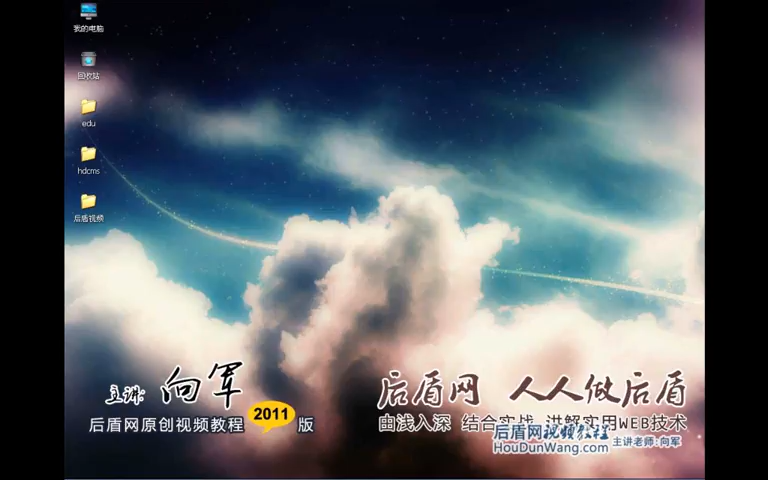 我的电脑
回收站
edu
hdcms
后盾视频
主讲: 向军
后盾网原创视频教程 2011 版
后盾网 人人做后盾
由浅入深 结合实战 讲解实用WEB技术
后盾网视频教程
HouDunWang.com 主讲老师:向军